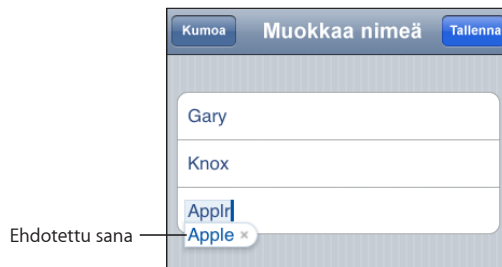 Kumoa Muokkaa nimeä Tallenna
Gary
Knox
Applr
Ehdotettu sana Apple ×